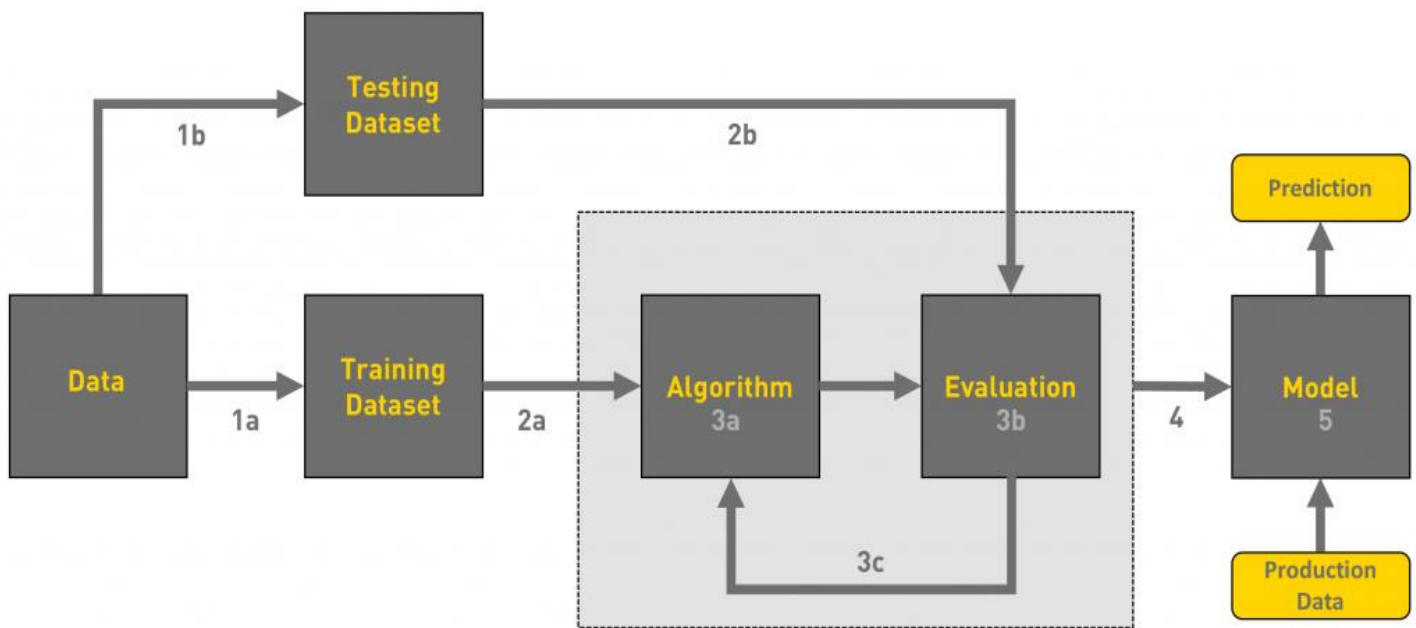 Testing
Dataset
1b
2b
Prediction
Data
Training
Dataset
Algorithm
3a
Evaluation
3b
Model
5
1a
2a
4
3c
Production
Data